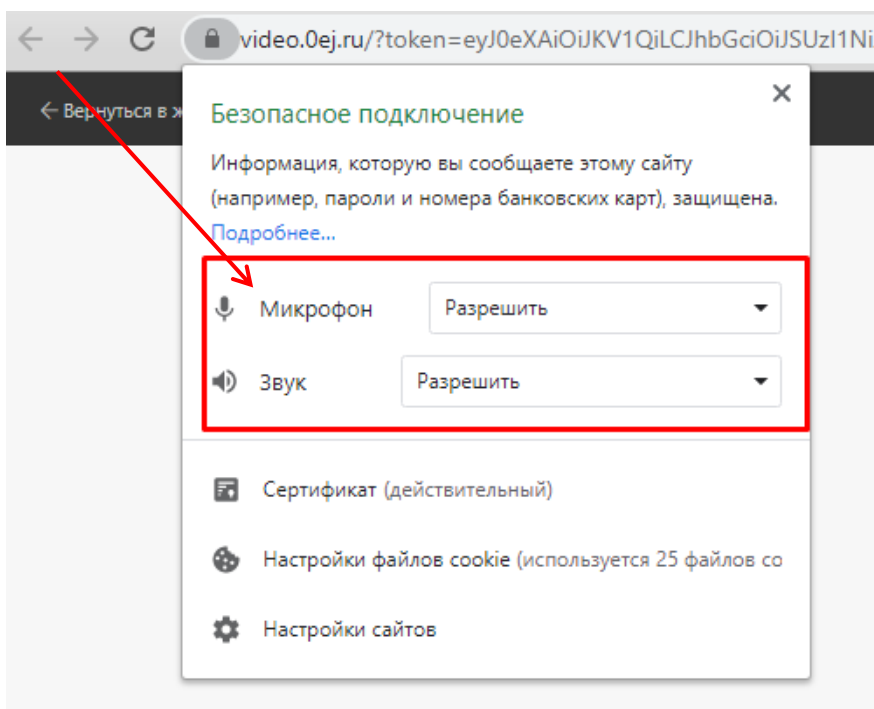 video.0ej.ru/?token=eyJ0eXAiOiJKV1QiLCJhbGciOiJSUzI1Ni
Вернуться в ж
Безопасное подключение
Информация, которую вы сообщаете этому сайту
(например, пароли и номера банковских карт), защищена.
Подробнее...
Микрофон Разрешить
Звук Разрешить
Сертификат (действительный)
Настройки файлов cookie (используется 25 файлов co
Настройки сайтов